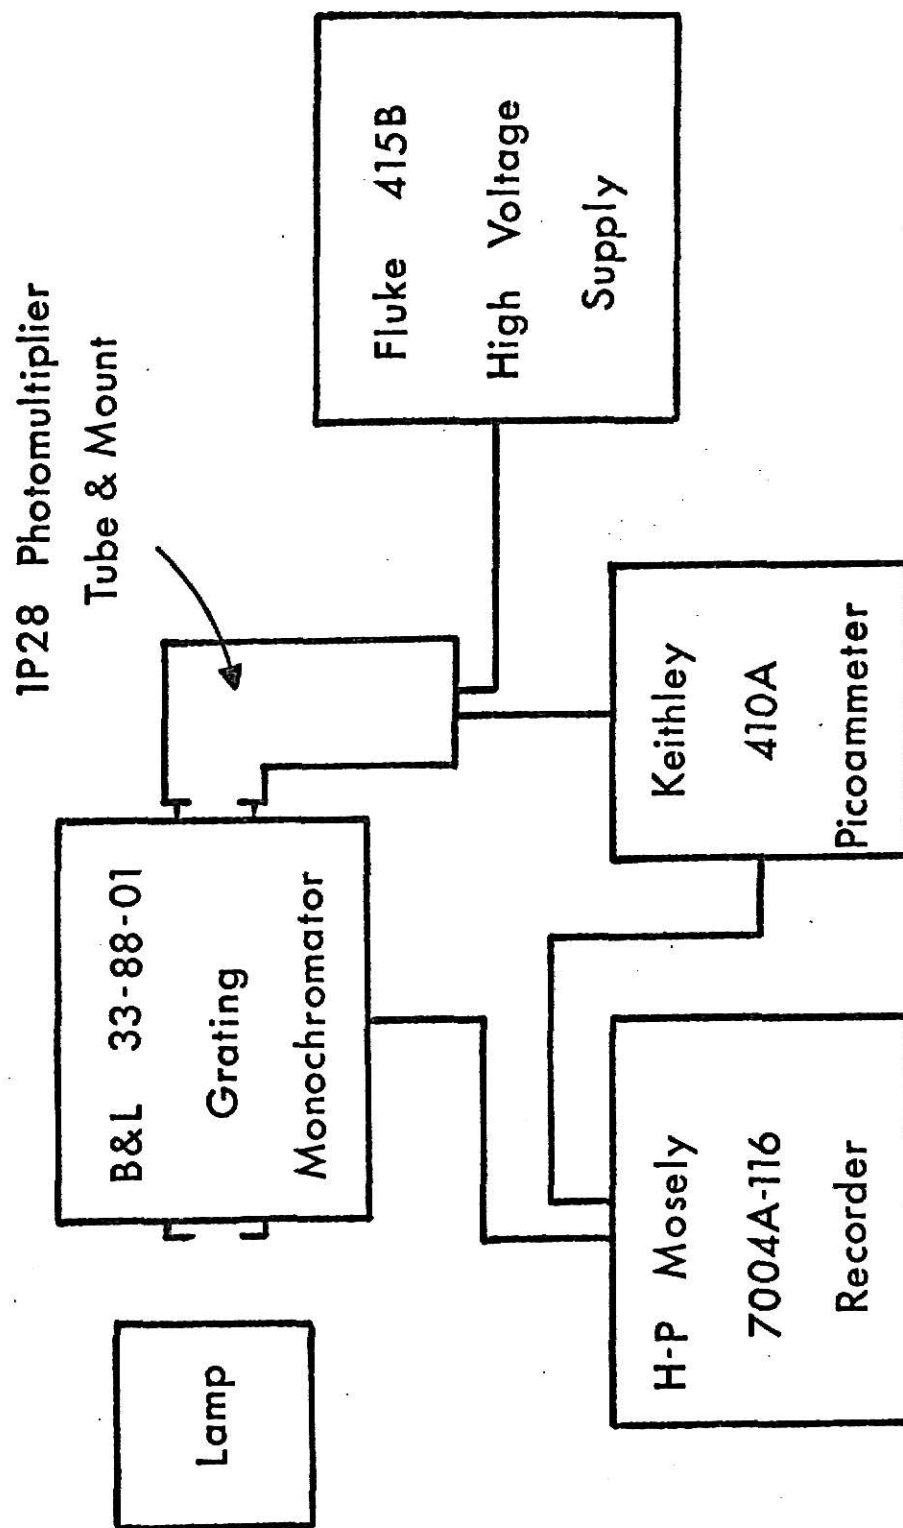 1P28 Photomultiplier
Tube & Mount
Fluke 415B
High Voltage
Supply
B&L 33-88-01
Grating
Monochromator
Lamp
Keithley
410A
Picoammeter
H-P Mosely
7004A-116
Recorder